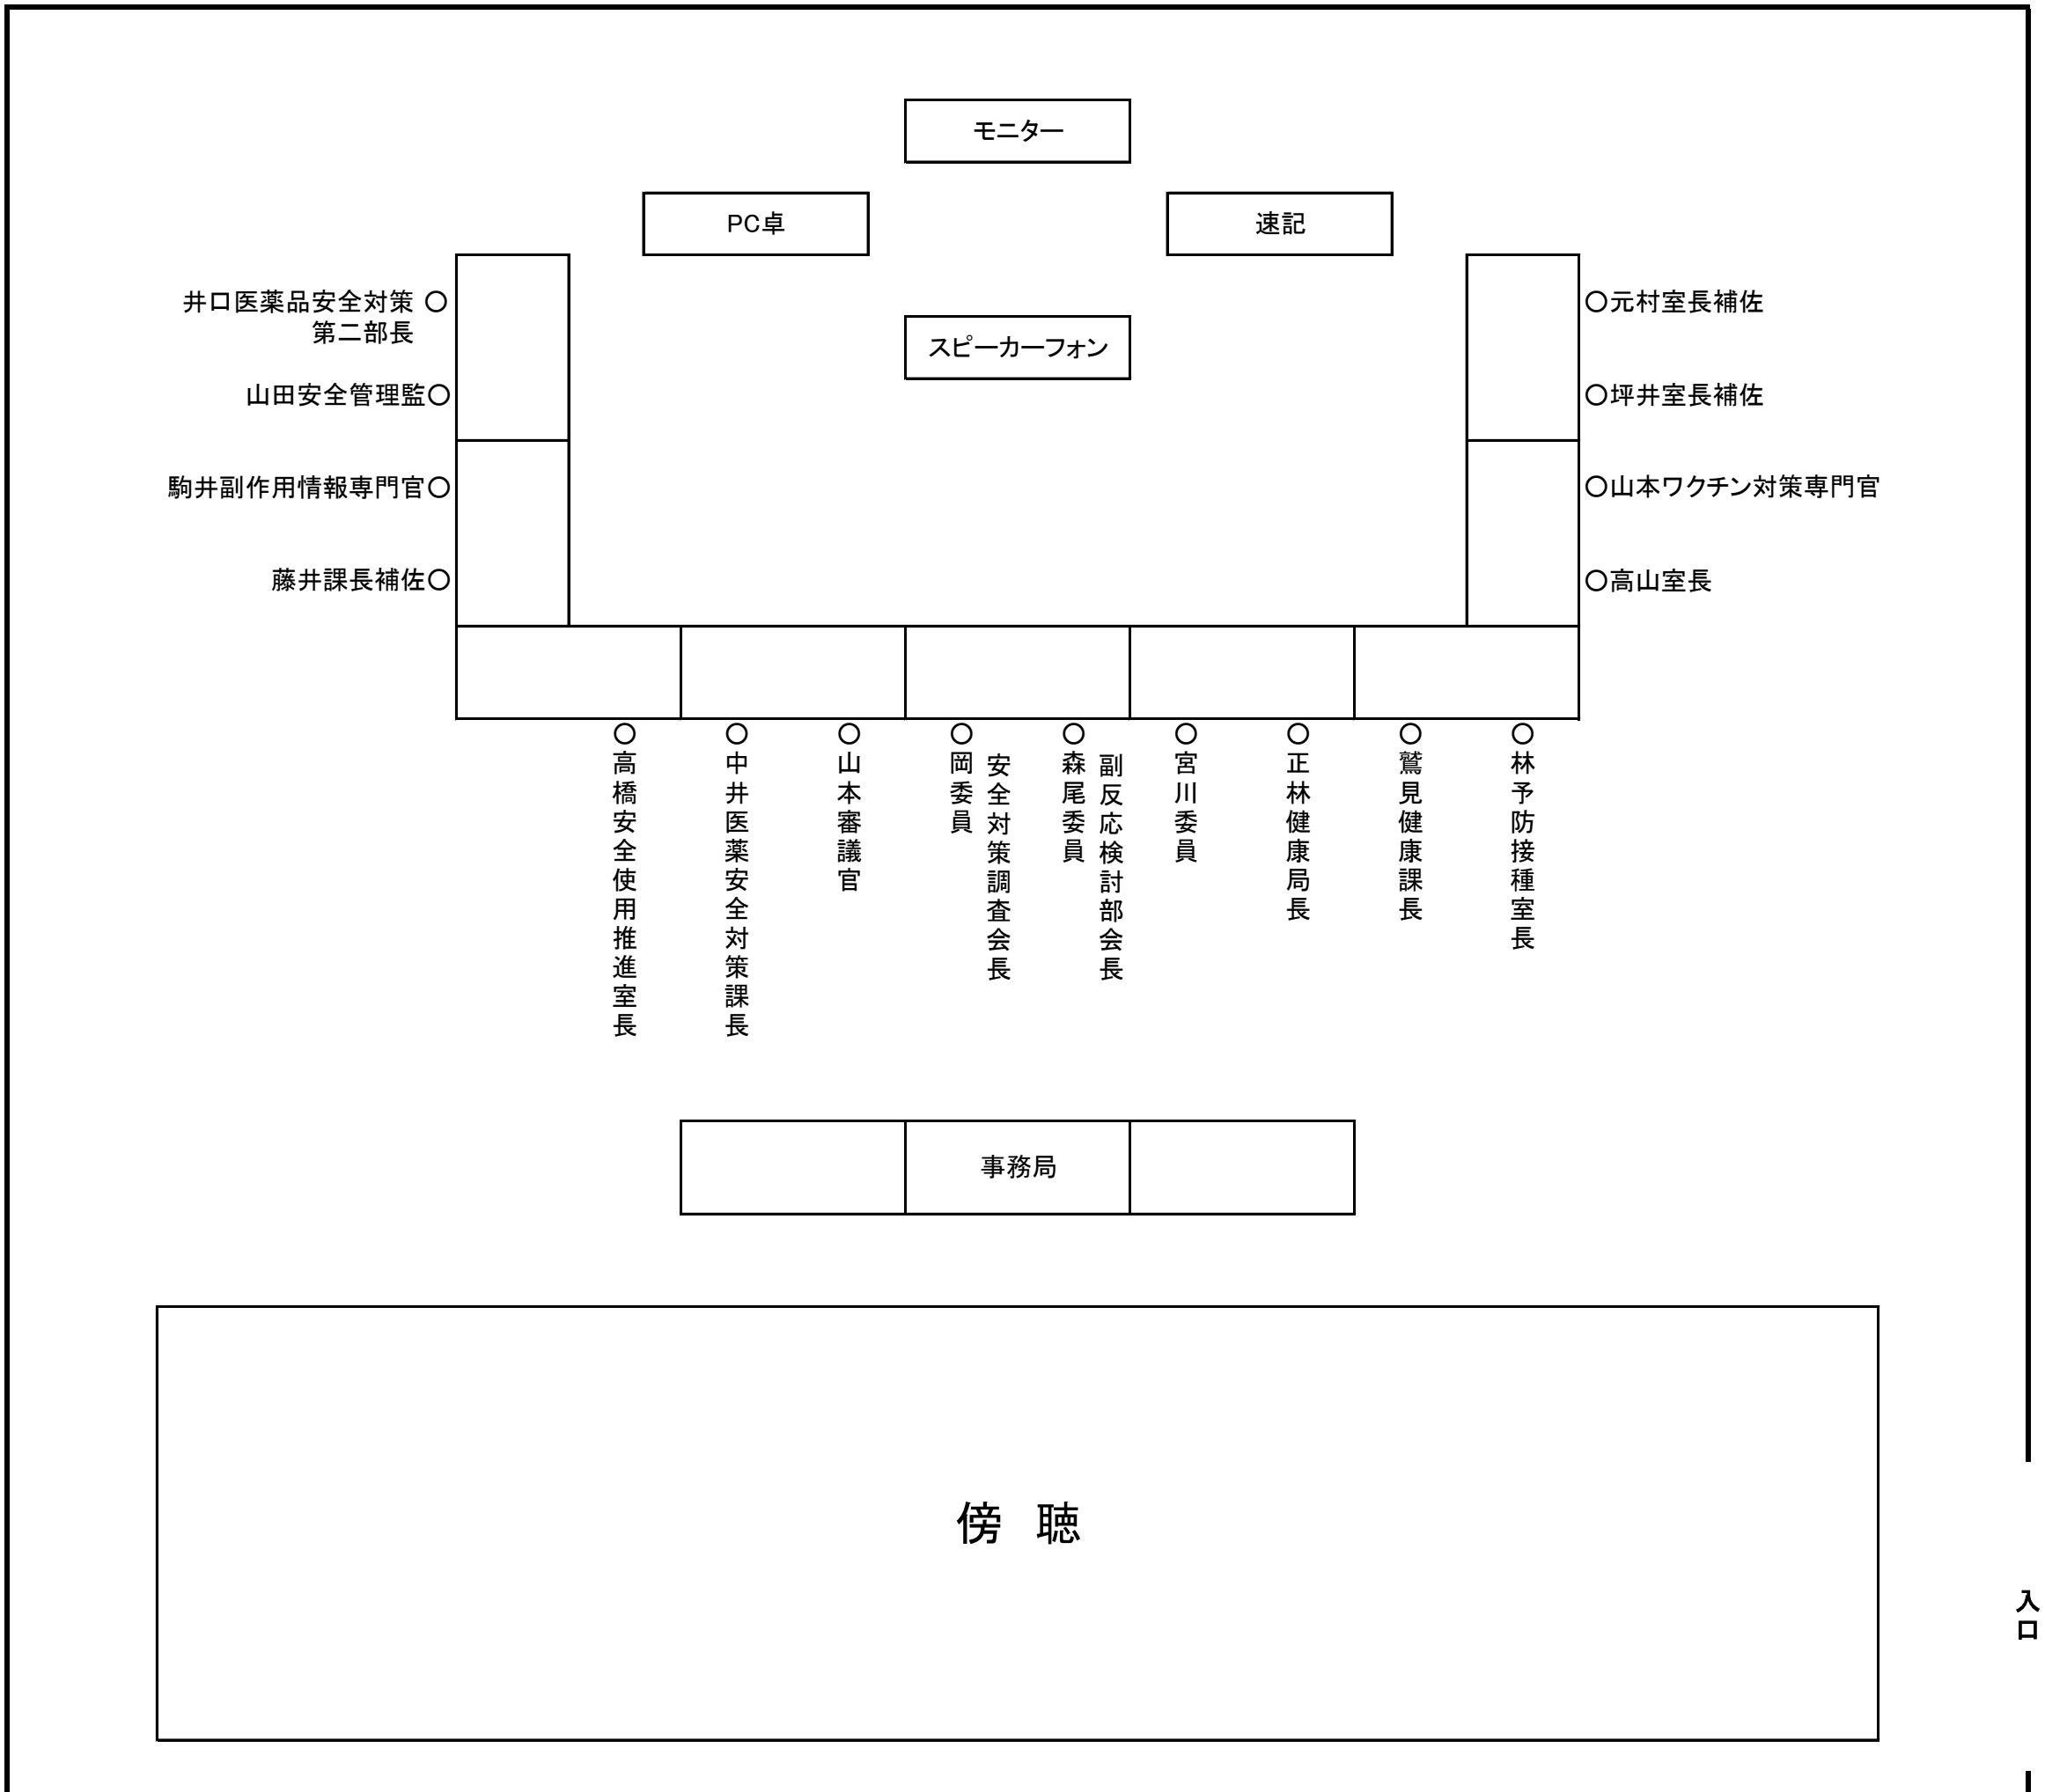 モニター
PC卓
速記
スピーカーフォン
井口医薬品安全対策 ○
第二部長
山田安全管理監○
駒井副作用情報専門官○
藤井課長補佐○
○元村室長補佐
○坪井室長補佐
○山本ワクチン対策専門官
○高山室長
○高橋安全使用推進室長
○中井医薬安全対策課長
○山本審議官
○岡委員
安全対策調査会長
○森尾委員
副反応検討部会長
○宮川委員
○正林健康局長
○鷲見健康課長
○林予防接種室長
事務局
傍 聴
入口